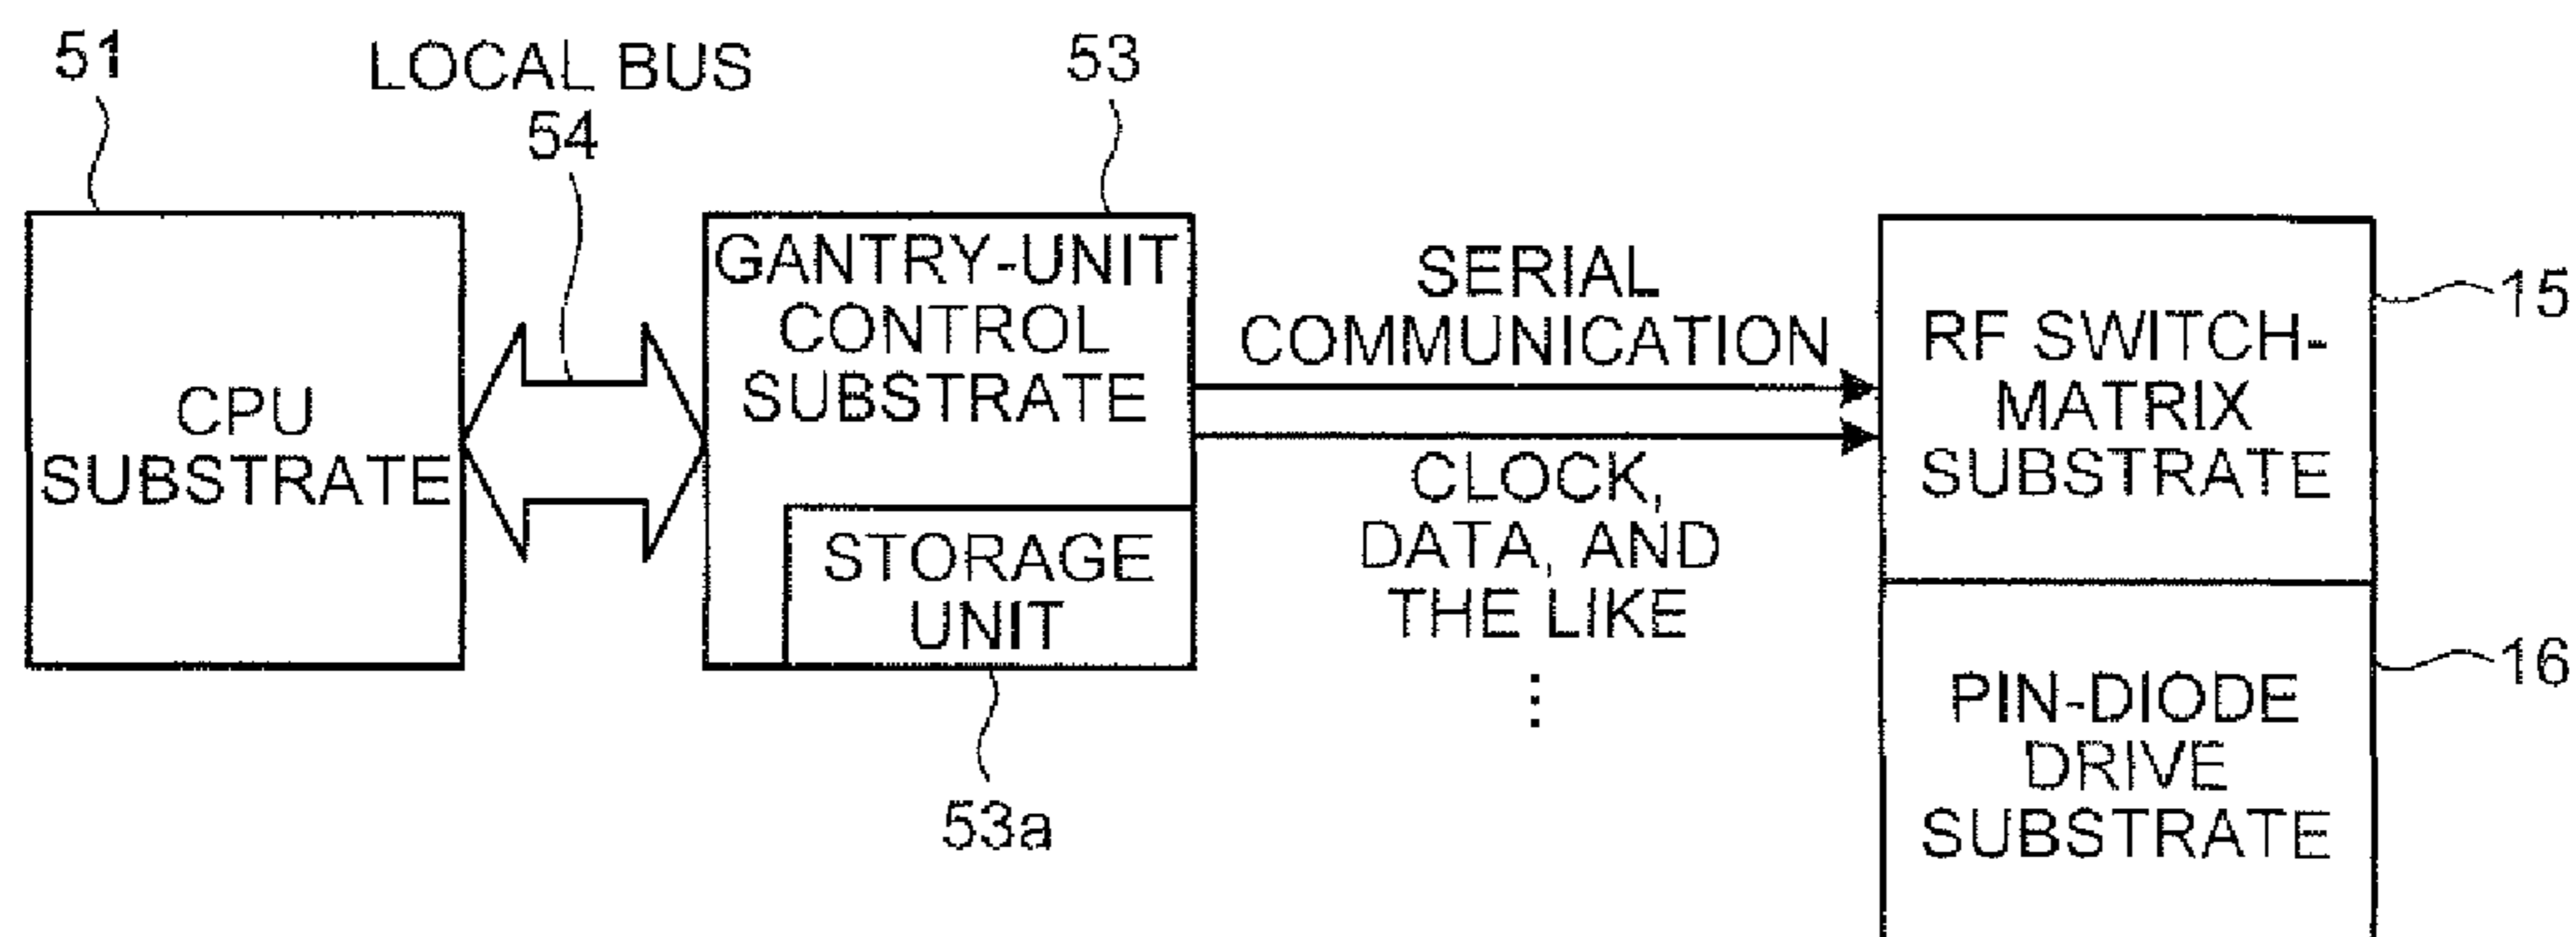 51
LOCAL BUS
54
53
CPU
SUBSTRATE
GANTRY-UNIT
CONTROL
SUBSTRATE
STORAGE
UNIT
53a
SERIAL
COMMUNICATION
CLOCK,
DATA, AND
THE LIKE
⋮
RF SWITCH-
MATRIX
SUBSTRATE
15
PIN-DIODE
DRIVE
SUBSTRATE
16